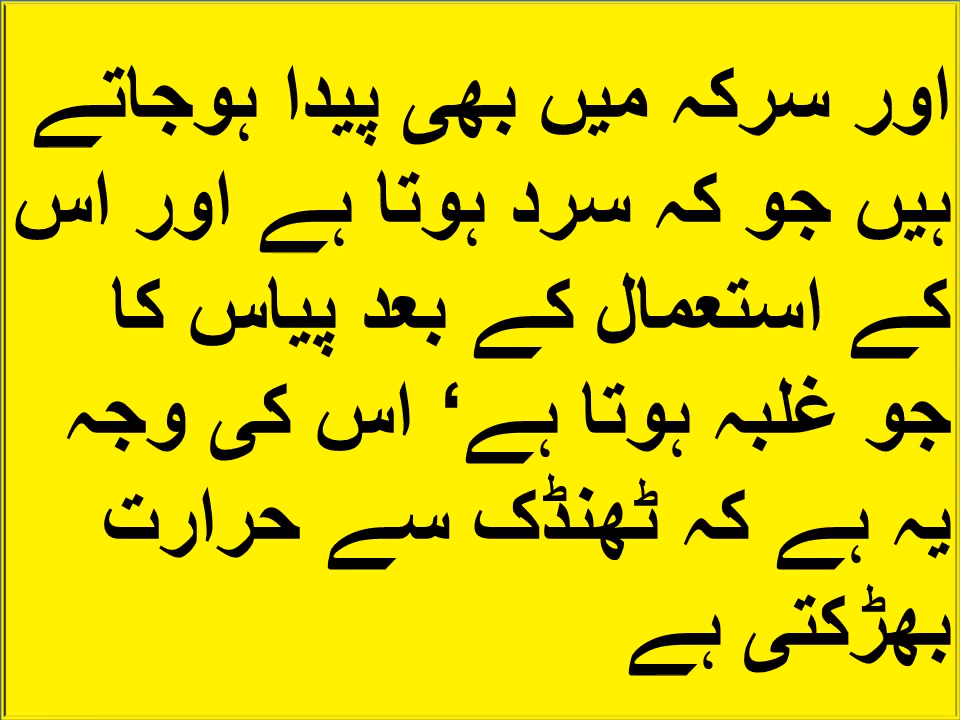 اور سرکہ میں بھی پیدا ہوجاتے
ہیں جو کہ سرد ہوتا ہے اور اس
کے استعمال کے بعد پیاس کا
جو غلبہ ہوتا ہے‘ اس کی وجہ
یہ ہے کہ ٹھنڈک سے حرارت
بھڑکتی ہے